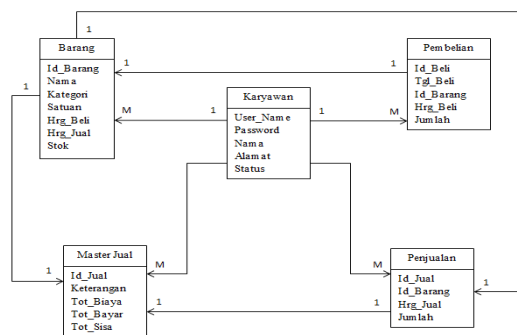 1
Barang
Id_Barang
Nama
Kategori
Satuan
Hrg_Beli
Hrg_Jual
Stok
1
1
1
M
Karyawan
User_Name
Password
Nama
Alamat
Status
1
1
M
Pembelian
Id_Beli
Tgl_Beli
Id_Barang
Hrg_Beli
Jumlah
1
MasterJual
Id_Jual
Keterangan
Tot_Biaya
Tot_Bayar
Tot_Sisa
M
1
1
M
Penjualan
Id_Jual
Id_Barang
Hrg_Jual
Jumlah
1